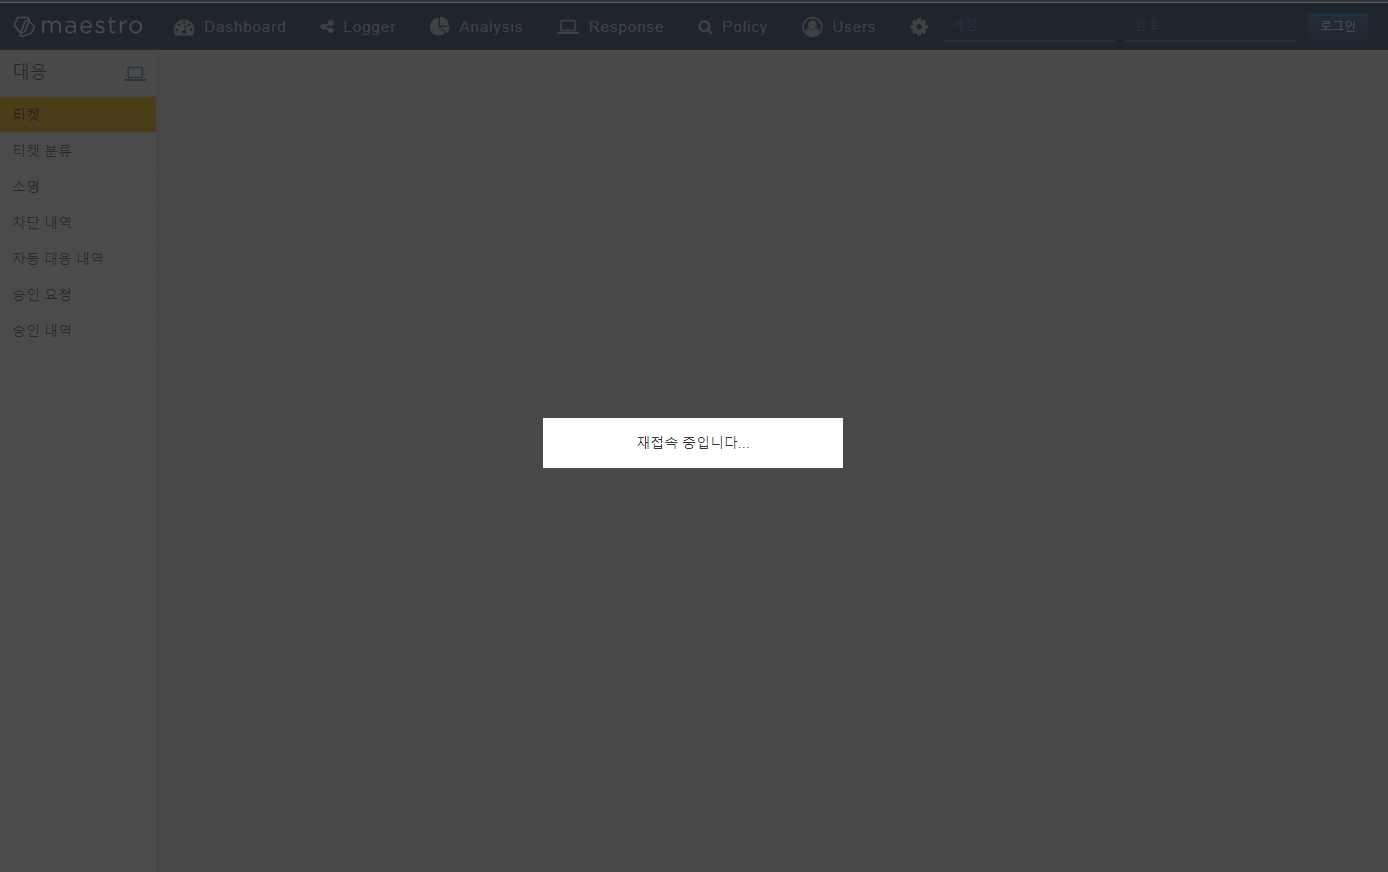 maestro Dashboard Logger Analysis Response Policy Users 계정 암호 로그인
대응
티켓
티켓 분류
소명
차단 내역
자동 대응 내역
승인 요청
승인 내역
재접속 중입니다...